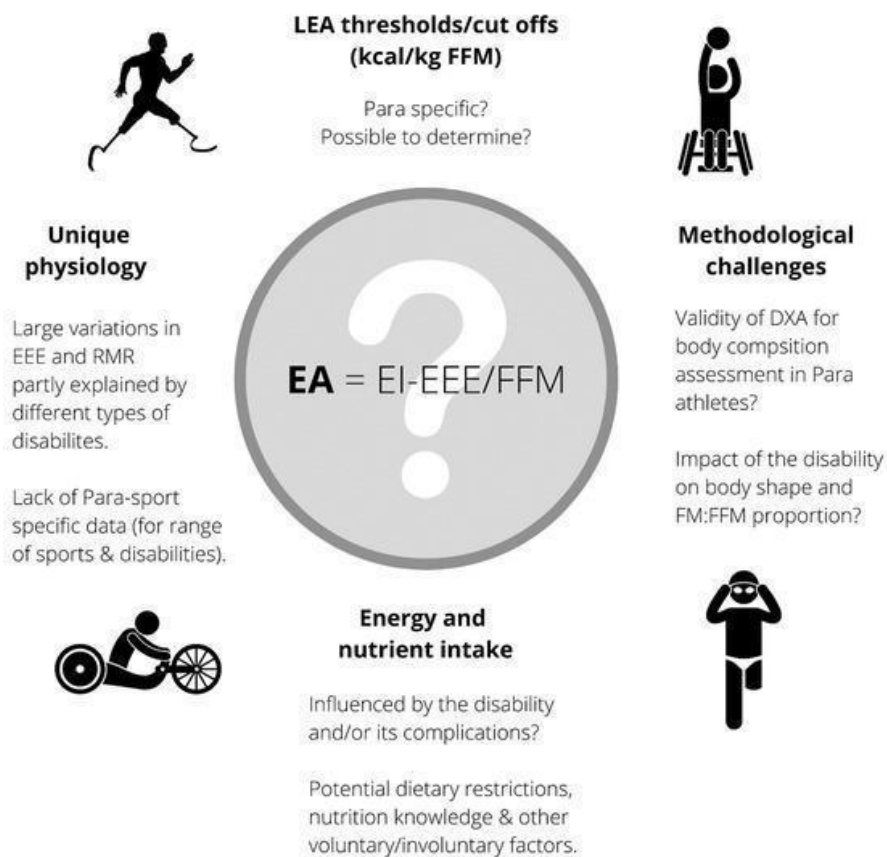 LEA thresholds/cut offs
(kcal/kg FFM)
Para specific?
Possible to determine?
Unique
physiology
Large variations in
EEE and RMR
partly explained by
different types of
disabilites.
Lack of Para-sport
specific data (for range
of sports & disabilities).
?
EA = EI-EEE/FFM
Methodological
challenges
Validity of DXA for
body compsition
assessment in Para
athletes?
Impact of the disability
on body shape and
FM:FFM proportion?
Energy and
nutrient intake
Influenced by the disability
and/or its complications?
Potential dietary restrictions,
nutrition knowledge & other
voluntary/involuntary factors.